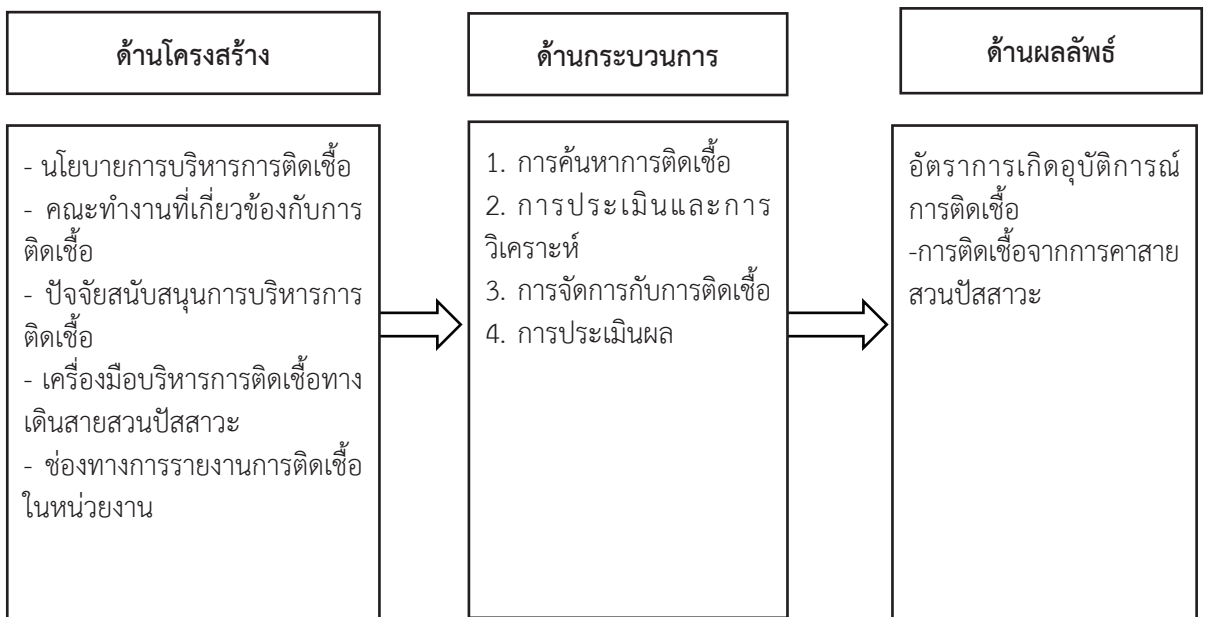 ด้านโครงสร้าง
- นโยบายการบริหารการติดเชื้อ
- คณะทำงานที่เกี่ยวข้องกับการ
ติดเชื้อ
- ปัจจัยสนับสนุนการบริหารการ
ติดเชื้อ
- เครื่องมือบริหารการติดเชื้อทาง
เดินสายสวนปัสสาวะ
- ช่องทางการรายงานการติดเชื้อ
ในหน่วยงาน
ด้านกระบวนการ
1. การค้นหาการติดเชื้อ
2. การประเมินและการ
วิเคราะห์
3. การจัดการกับการติดเชื้อ
4. การประเมินผล
ด้านผลลัพธ์
อัตราการเกิดอุบัติการณ์
การติดเชื้อ
-การติดเชื้อจากการคาสาย
สวนปัสสาวะ